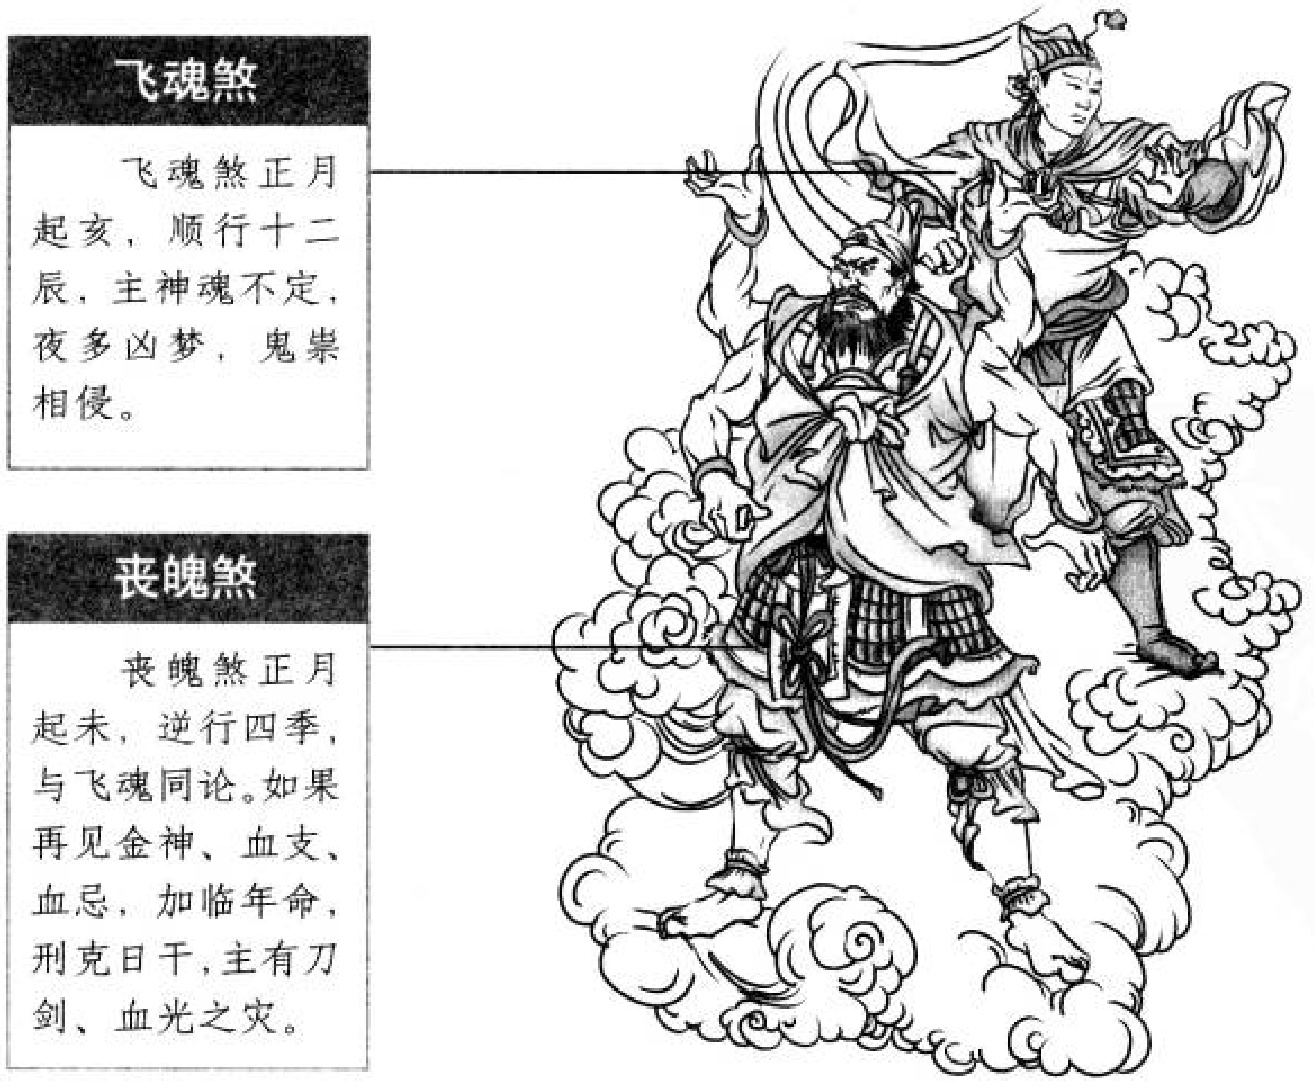 飞魂煞
飞魂煞正月
起亥，顺行十二
辰，主神魂不定，
夜多凶梦，鬼祟
相侵。
丧魄煞
丧魄煞正月
起未，逆行四季，
与飞魂同论。如果
再见金神、血支、
血忌，加临年命，
刑克日干，主有刀
剑、血光之灾。